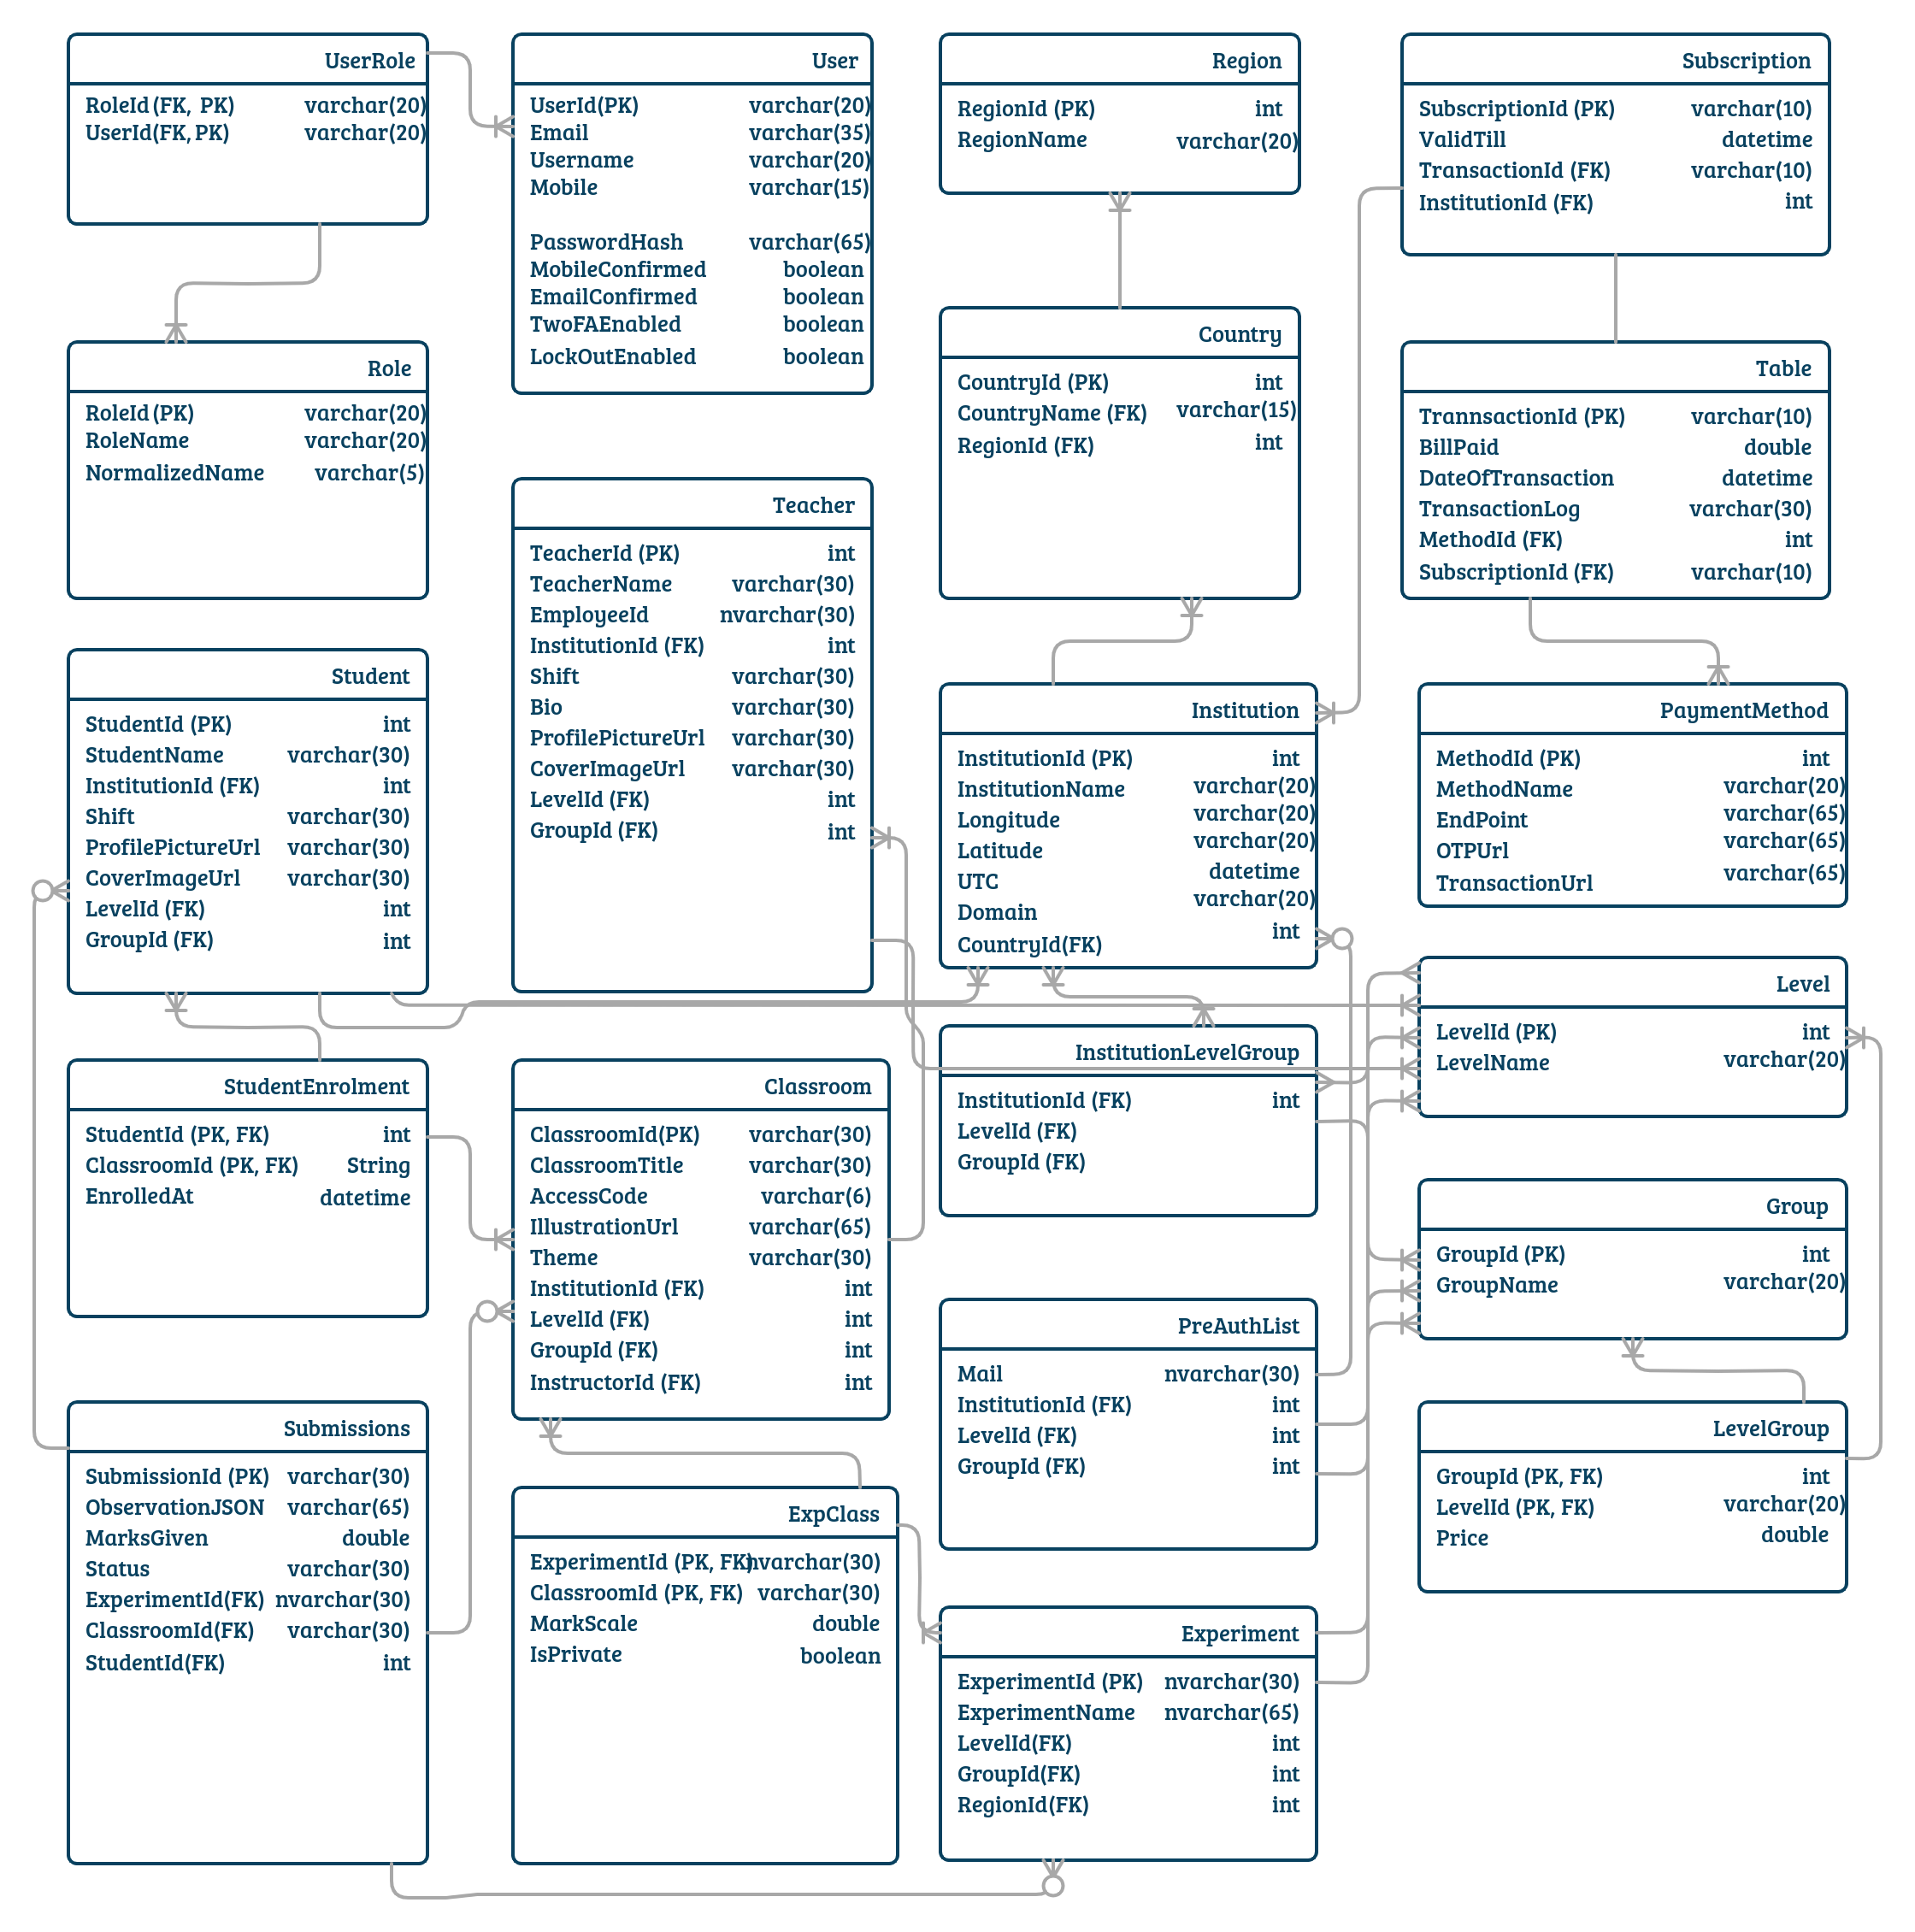 UserRole
RoleId (FK, PK) varchar(20)
UserId(FK, PK) varchar(20)
User
UserId(PK) varchar(20)
Email varchar(35)
Username varchar(20)
Mobile varchar(15)
PasswordHash varchar(65)
MobileConfirmed boolean
EmailConfirmed boolean
TwoFAEnabled boolean
LockOutEnabled boolean
Region
RegionId (PK) int
RegionName varchar(20)
Subscription
SubscriptionId (PK) varchar(10)
ValidTill datetime
TransactionId (FK) varchar(10)
InstitutionId (FK) int
Role
RoleId (PK) varchar(20)
RoleName varchar(20)
NormalizedName varchar(5)
Country
CountryId (PK) int
CountryName (FK) varchar(15)
RegionId (FK) int
Table
TrannsactionId (PK) varchar(10)
BillPaid double
DateOfTransaction datetime
TransactionLog varchar(30)
MethodId (FK) int
SubscriptionId (FK) varchar(10)
Teacher
TeacherId (PK) int
TeacherName varchar(30)
EmployeeId nvarchar(30)
InstitutionId (FK) int
Shift varchar(30)
Bio varchar(30)
ProfilePictureUrl varchar(30)
CoverImageUrl varchar(30)
LevelId (FK) int
GroupId (FK) int
Student
StudentId (PK) int
StudentName varchar(30)
InstitutionId (FK) int
Shift varchar(30)
ProfilePictureUrl varchar(30)
CoverImageUrl varchar(30)
LevelId (FK) int
GroupId (FK) int
Institution
InstitutionId (PK) int
InstitutionName varchar(20)
Longitude varchar(20)
Latitude varchar(20)
UTC datetime
Domain varchar(20)
CountryId(FK) int
PaymentMethod
MethodId (PK) int
MethodName varchar(20)
EndPoint varchar(65)
OTPUrl varchar(65)
TransactionUrl varchar(65)
Level
LevelId (PK) int
LevelName varchar(20)
InstitutionLevelGroup
InstitutionId (FK) int
LevelId (FK)
GroupId (FK)
StudentEnrolment
StudentId (PK, FK) int
ClassroomId (PK, FK) String
EnrolledAt datetime
Classroom
ClassroomId(PK) varchar(30)
ClassroomTitle varchar(30)
AccessCode varchar(6)
IllustrationUrl varchar(65)
Theme varchar(30)
InstitutionId (FK) int
LevelId (FK) int
GroupId (FK) int
InstructorId (FK) int
Group
GroupId (PK) int
GroupName varchar(20)
PreAuthList
Mail nvarchar(30)
InstitutionId (FK) int
LevelId (FK) int
GroupId (FK) int
LevelGroup
GroupId (PK, FK) int
LevelId (PK, FK) varchar(20)
Price double
Submissions
SubmissionId (PK) varchar(30)
ObservationJSON varchar(65)
MarksGiven double
Status varchar(30)
ExperimentId(FK) nvarchar(30)
ClassroomId(FK) varchar(30)
StudentId(FK) int
ExpClass
ExperimentId (PK, FK) nvarchar(30)
ClassroomId (PK, FK) varchar(30)
MarkScale double
IsPrivate boolean
Experiment
ExperimentId (PK) nvarchar(30)
ExperimentName nvarchar(65)
LevelId(FK) int
GroupId(FK) int
RegionId(FK) int